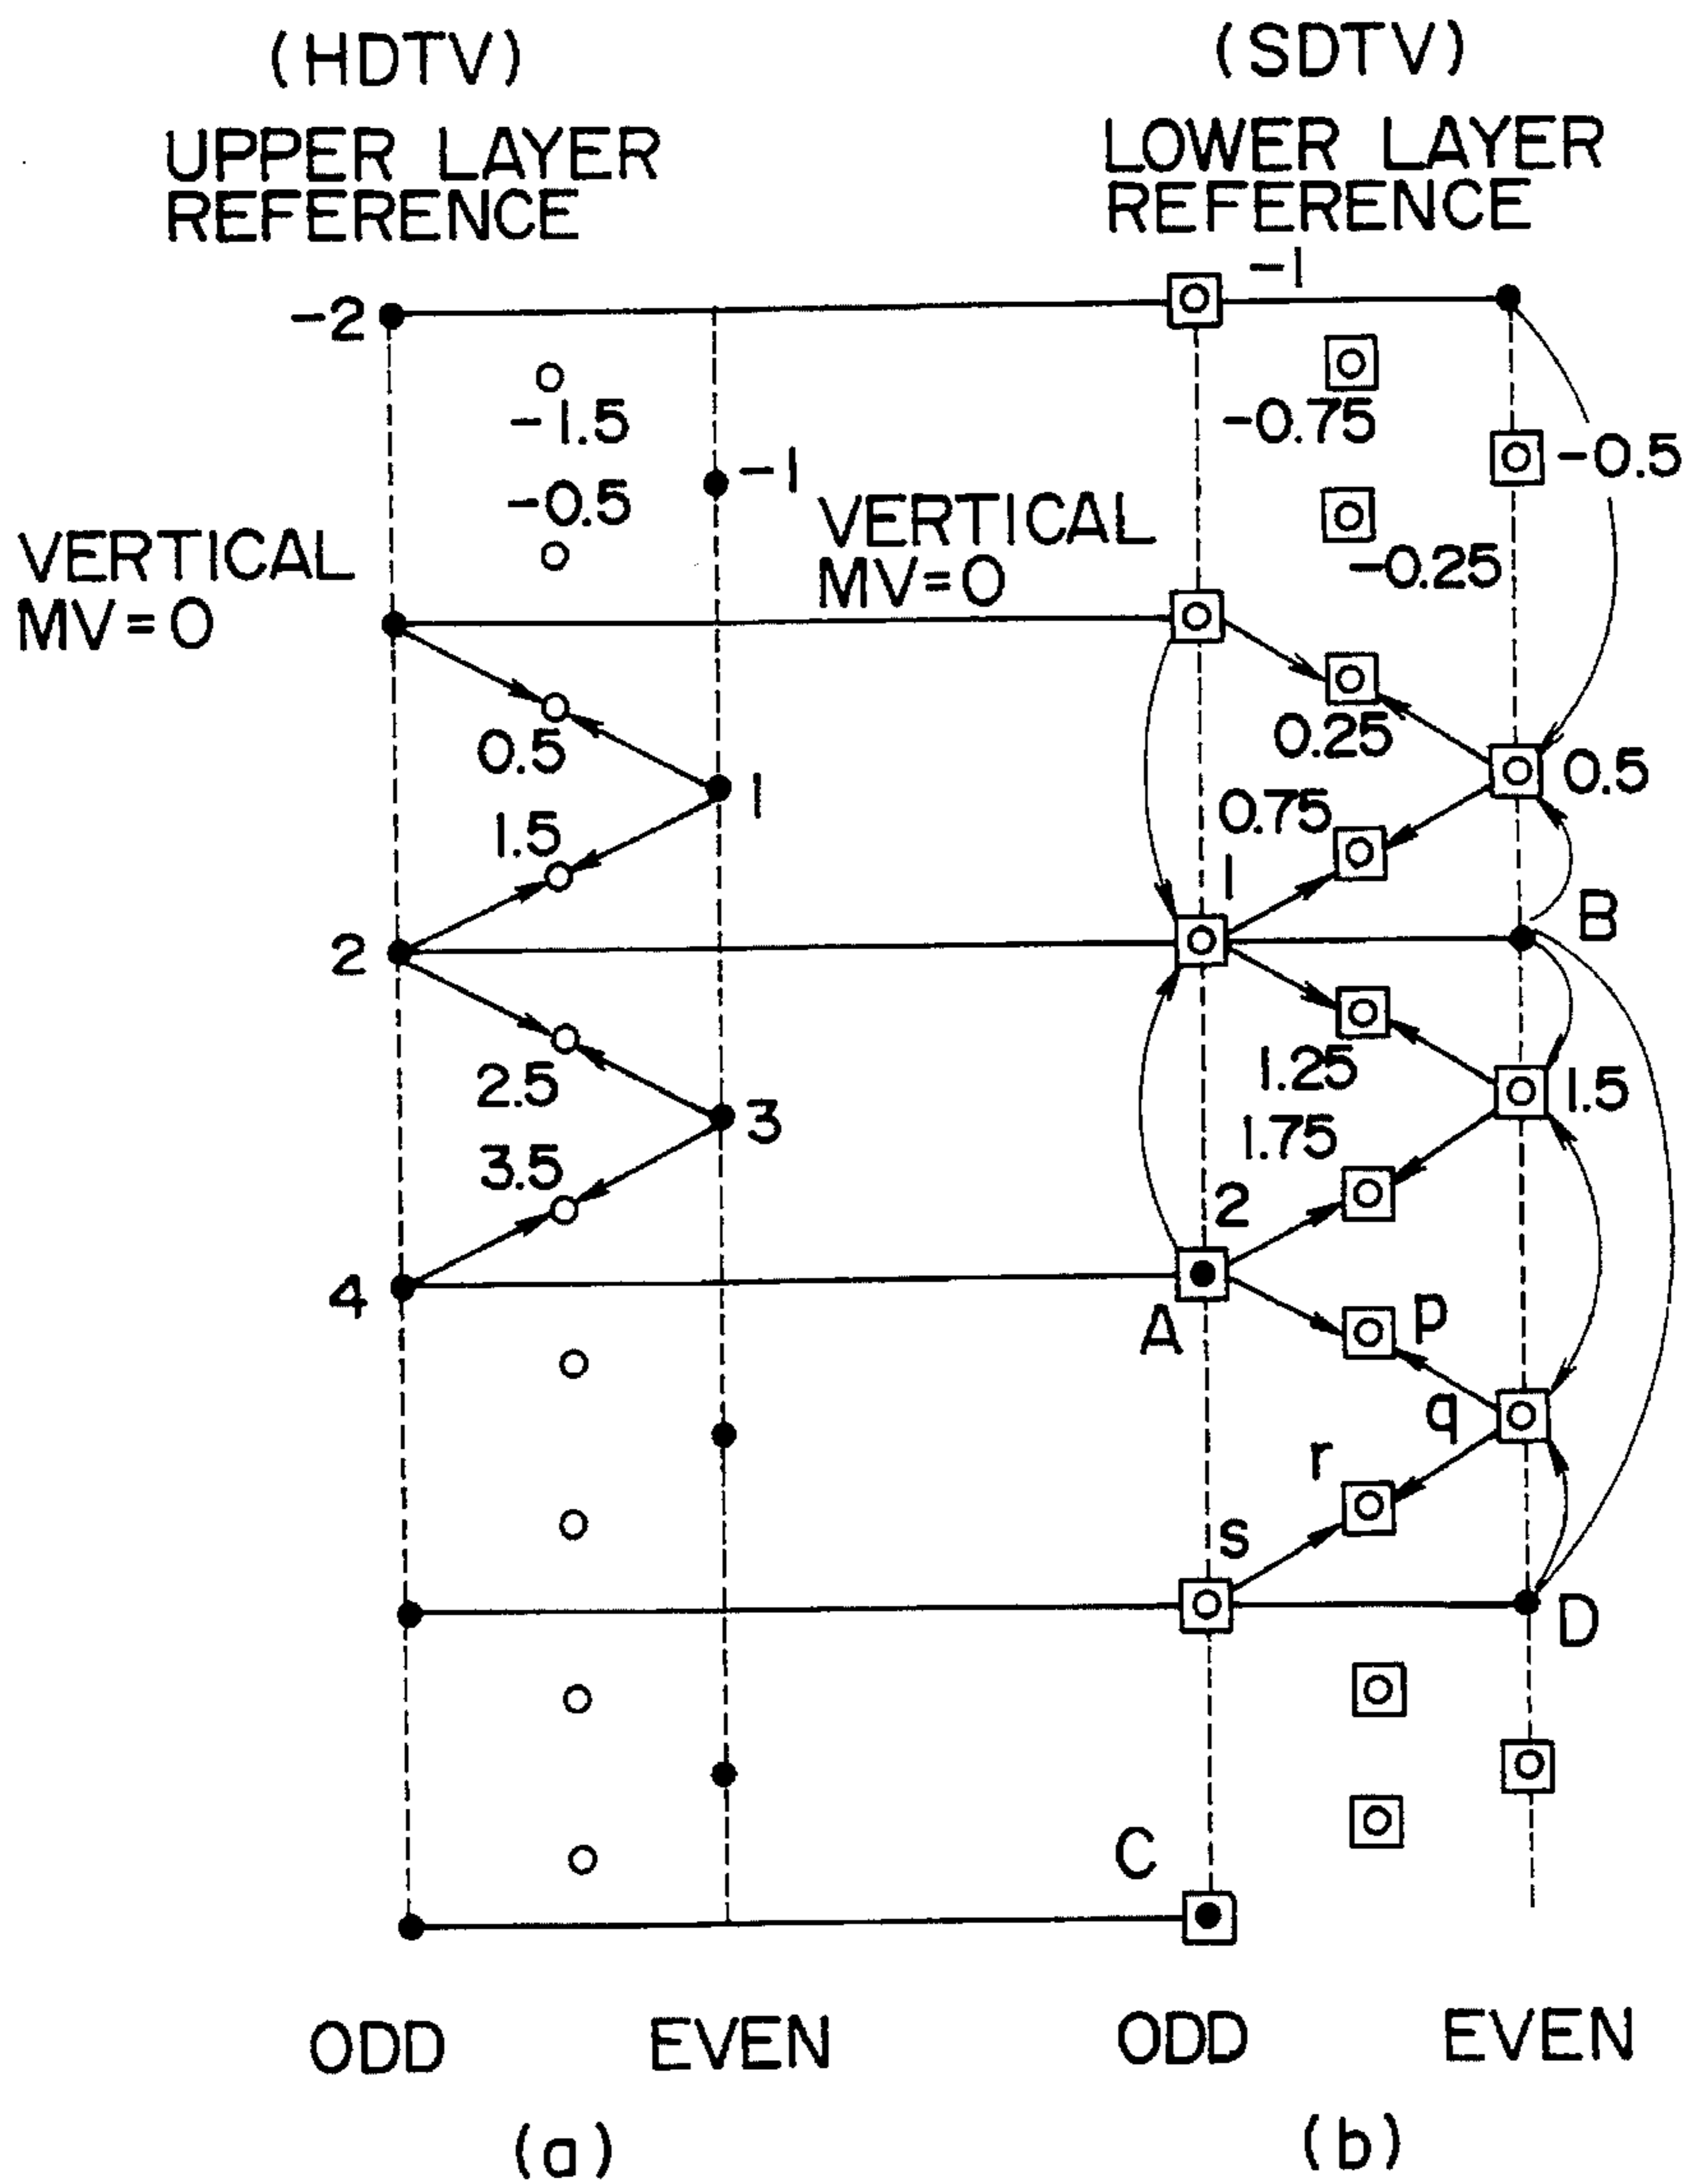 (HDTV)
UPPER LAYER
REFERENCE
(SDTV)
LOWER LAYER
REFERENCE
-2
-1
-1.5
-0.75
-1
-0.5
-0.5
VERTICAL
MV=0
VERTICAL
MV=0
-0.25
0.5
0.25
0.5
1
0.75
1.5
1
2
B
2.5
1.25
1.5
3
1.75
3.5
2
4
A
p
q
r
s
D
C
ODD
EVEN
ODD
EVEN
(a)
(b)